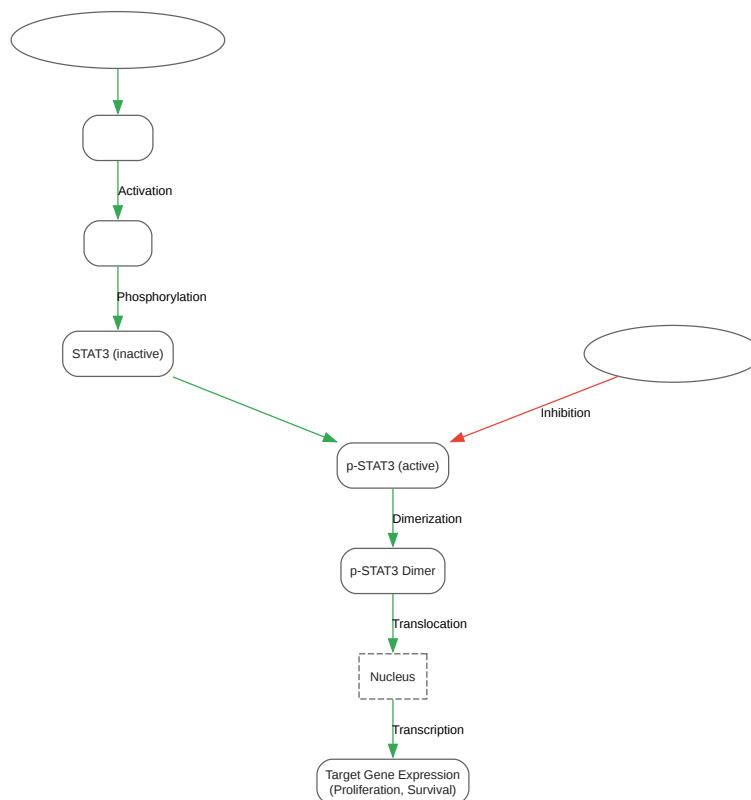 Activation
Phosphorylation
STAT3 (inactive)
Inhibition
p-STAT3 (active)
Dimerization
p-STAT3 Dimer
Translocation
Nucleus
Transcription
Target Gene Expression
(Proliferation, Survival)